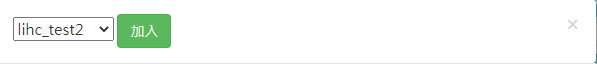 lihc_test2 加入 ×